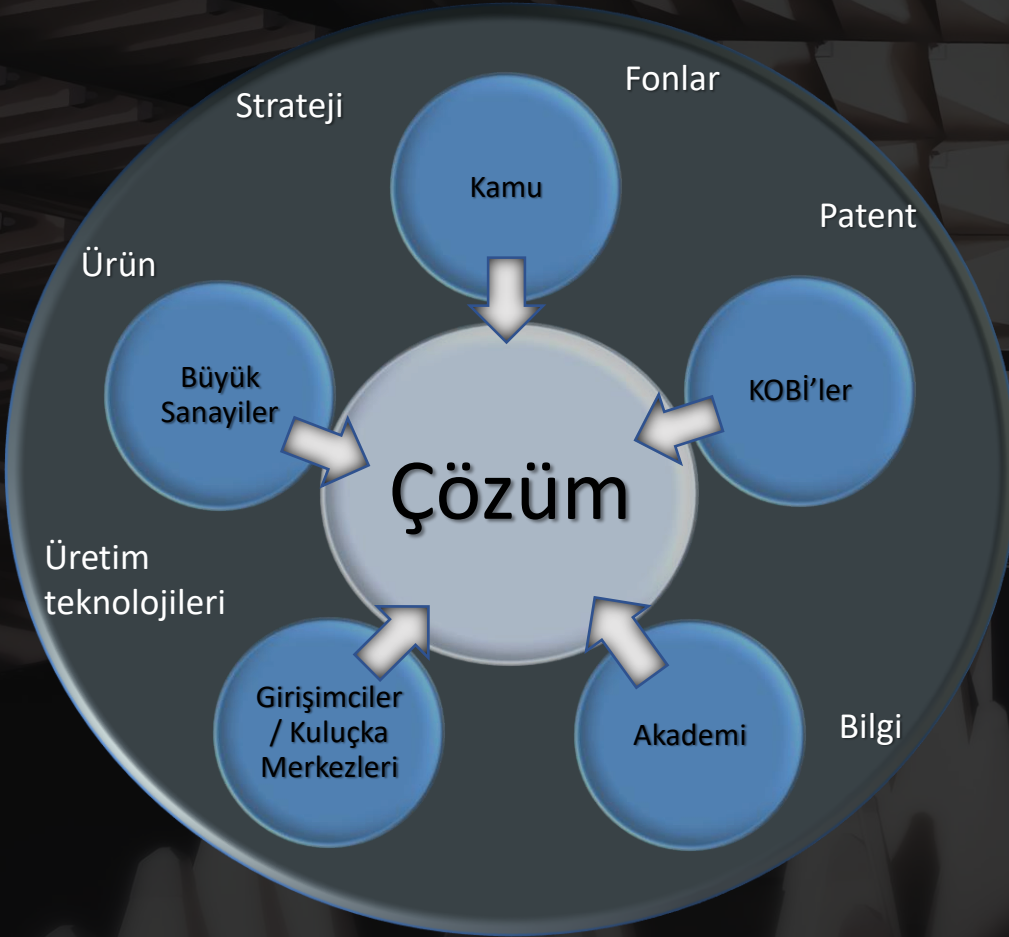 Fonlar
Strateji
Kamu
Patent
Ürün
Büyük
Sanayiler
KOBİ’ler
Çözüm
Üretim
teknolojileri
Girişimciler
/ Kuluçka
Merkezleri
Akademi
Bilgi